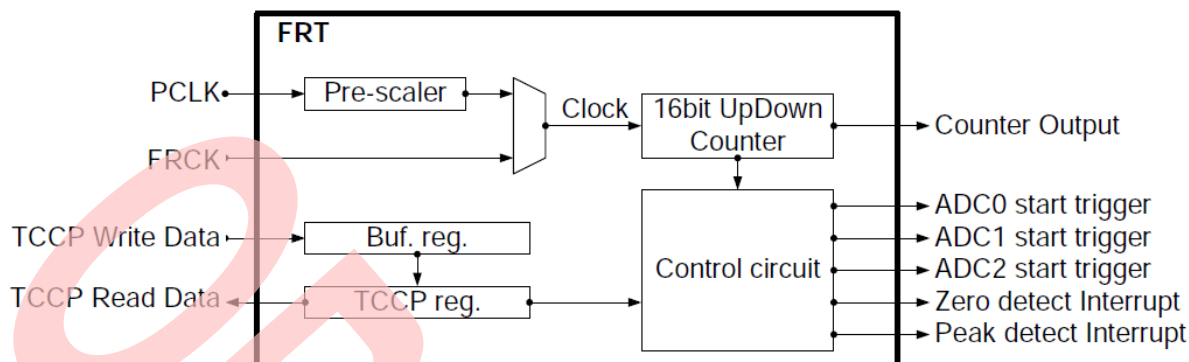 FRT
PCLK
Pre-scaler
Clock
16bit UpDown
Counter
Counter Output
FRCK
ADC0 start trigger
TCCP Write Data
Buf. reg.
ADC1 start trigger
Control circuit
ADC2 start trigger
TCCP Read Data
TCCP reg.
Zero detect Interrupt
Peak detect Interrupt